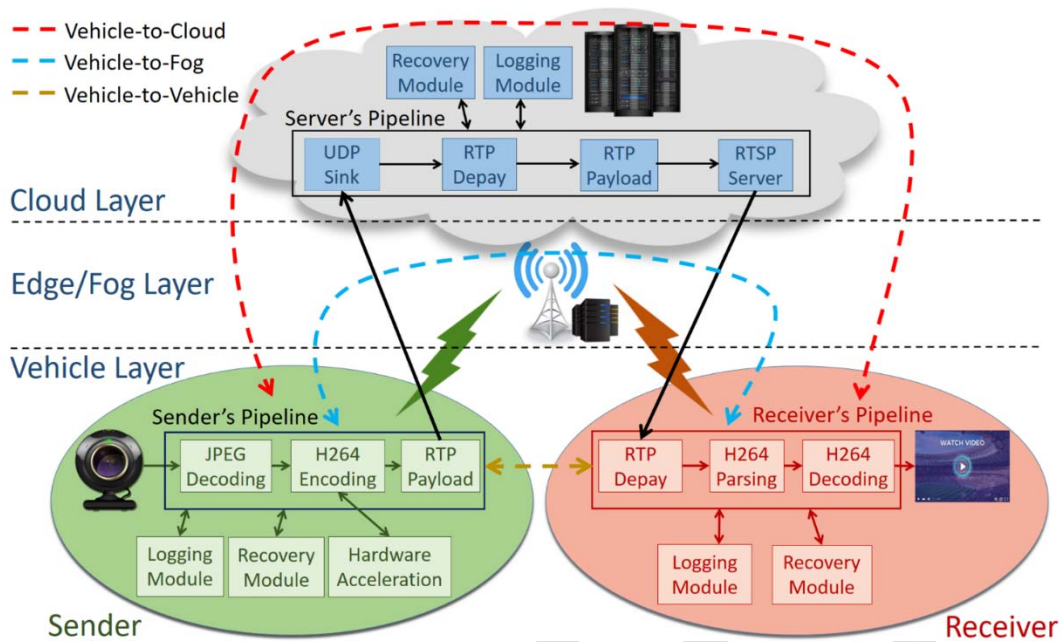 Vehicle-to-Cloud
Vehicle-to-Fog
Vehicle-to-Vehicle
Recovery
Module
Logging
Module
Server's Pipeline
UDP
Sink
RTP
Depay
RTP
Payload
RTSP
Server
Cloud Layer
Edge/Fog Layer
Vehicle Layer
Sender's Pipeline
JPEG
Decoding
H264
Encoding
RTP
Payload
Logging
Module
Recovery
Module
Hardware
Acceleration
Sender
Receiver's Pipeline
RTP
Depay
H264
Parsing
H264
Decoding
WATCH VIDEO
Logging
Module
Recovery
Module
Receiver